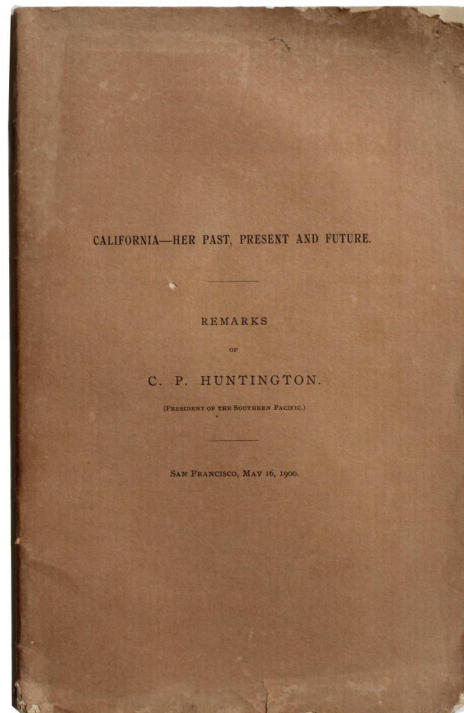 CALIFORNIA—HER PAST, PRESENT AND FUTURE.
REMARKS
OF
C. P. HUNTINGTON.
(PRESIDENT OF THE SOUTHERN PACIFIC.)
SAN FRANCISCO, MAY 16, 1900.